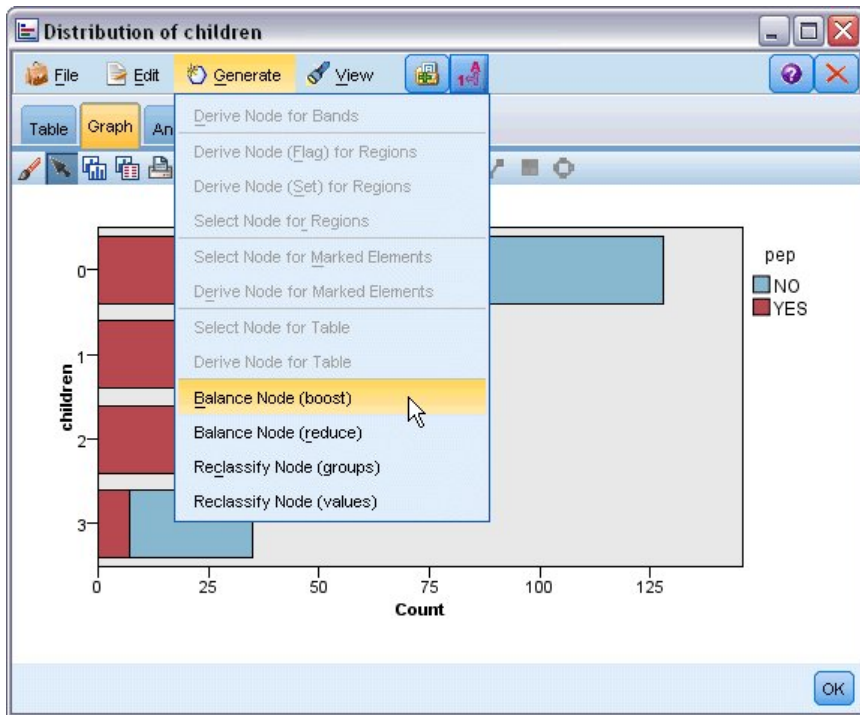 Distribution of children
File Edit Generate View
Table Graph An
Derive Node for Bands
Derive Node (Flag) for Regions
Derive Node (Set) for Regions
Select Node for Regions
Select Node for Marked Elements
Derive Node for Marked Elements
Select Node for Table
Derive Node for Table
Balance Node (boost)
Balance Node (reduce)
Reclassify Node (groups)
Reclassify Node (values)
children
0
1
2
3
0 25 50 75 100 125
Count
pep
NO
YES
OK